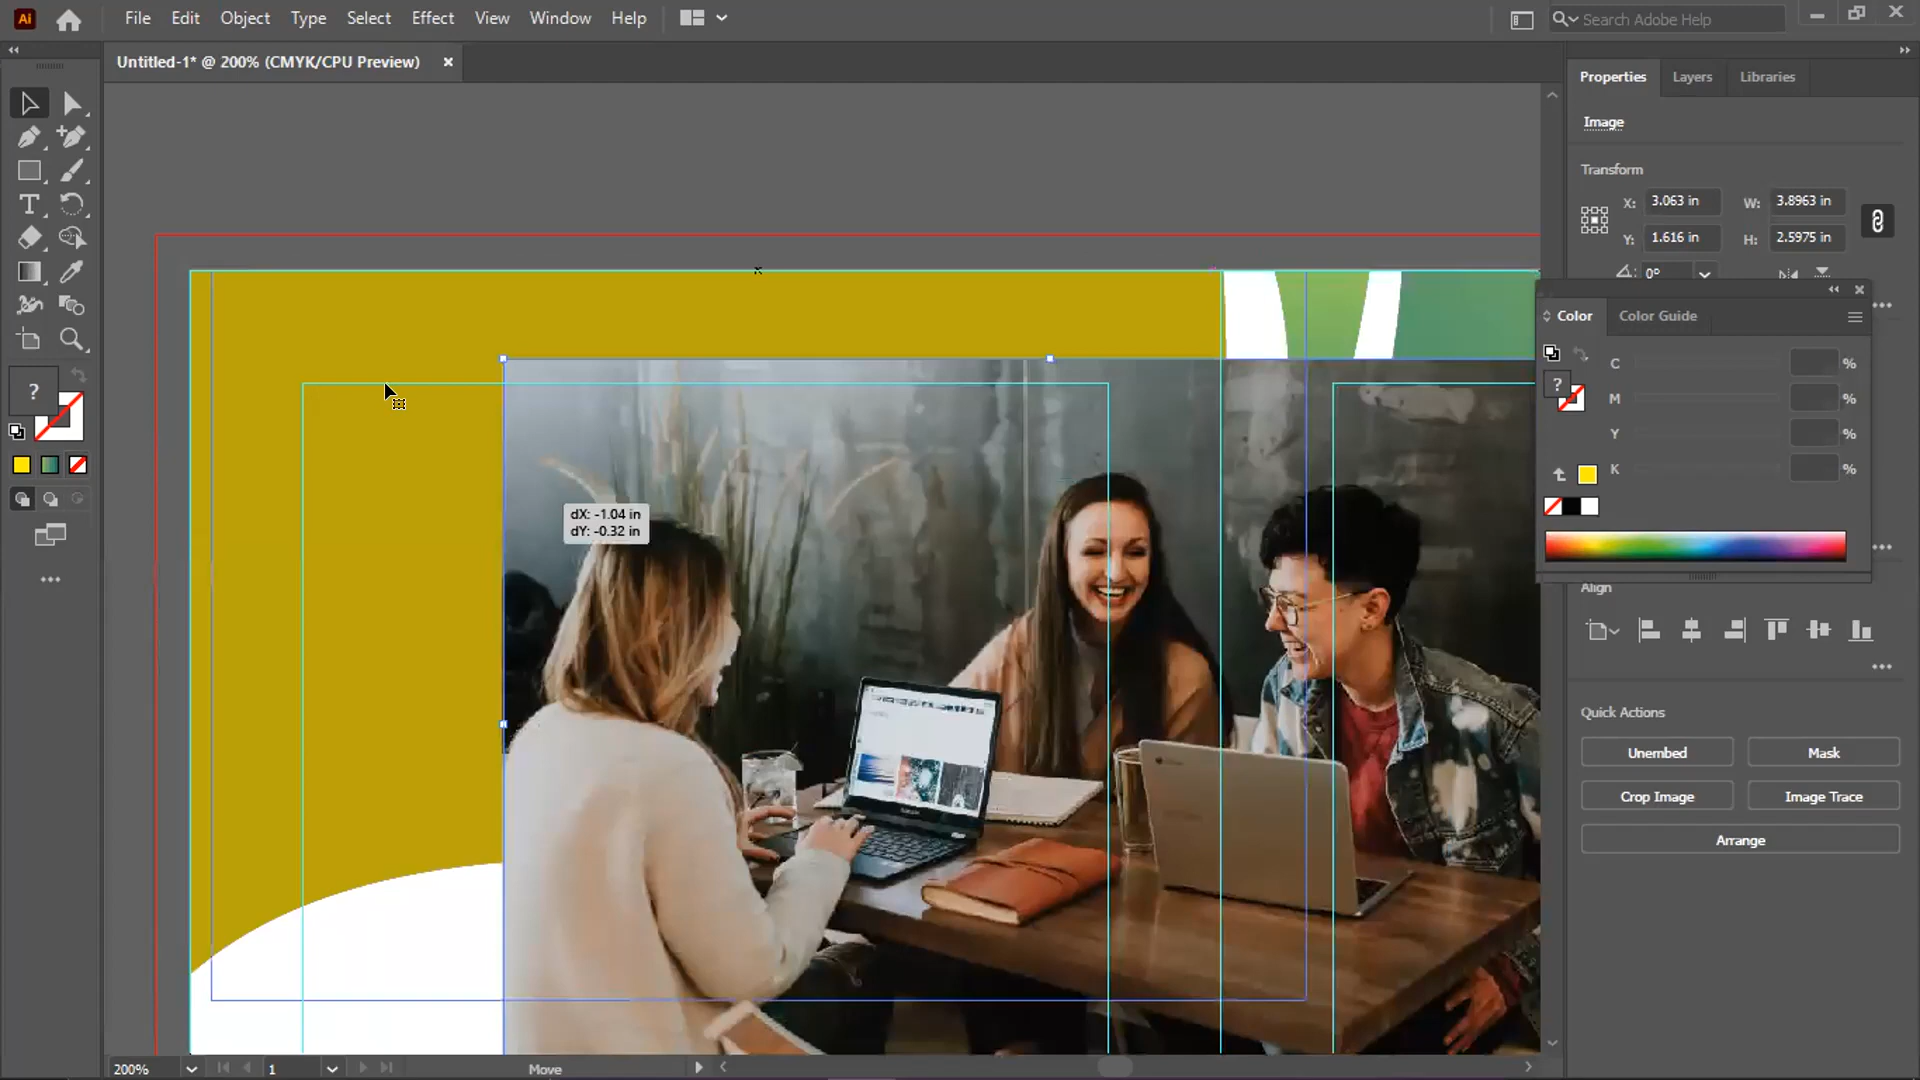 Ai File Edit Object Type Select Effect View Window Help Search Adobe Help
Untitled-1* @ 200% (CMYK/CPU Preview)
Properties Layers Libraries
Image
Transform
X: 3.063 in W: 3.8963 in
Y: 1.616 in H: 2.5975 in
0°
Color Color Guide
C %
M %
Y %
K %
?
?
T
dX: -1.04 in
dY: -0.32 in
Align
Quick Actions
Unembed Mask
Crop Image Image Trace
Arrange
200% 1 Move